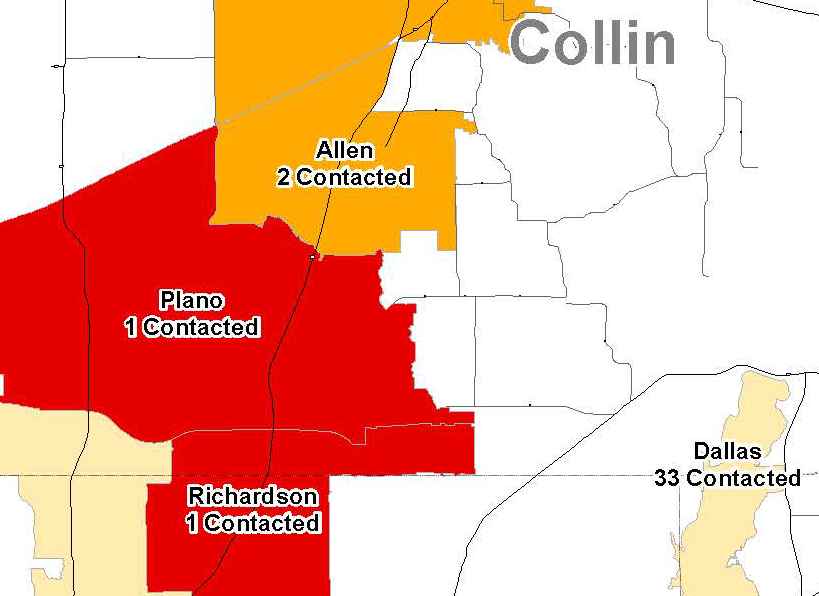 Collin
Allen
2 Contacted
Plano
1 Contacted
Dallas
33 Contacted
Richardson
1 Contacted